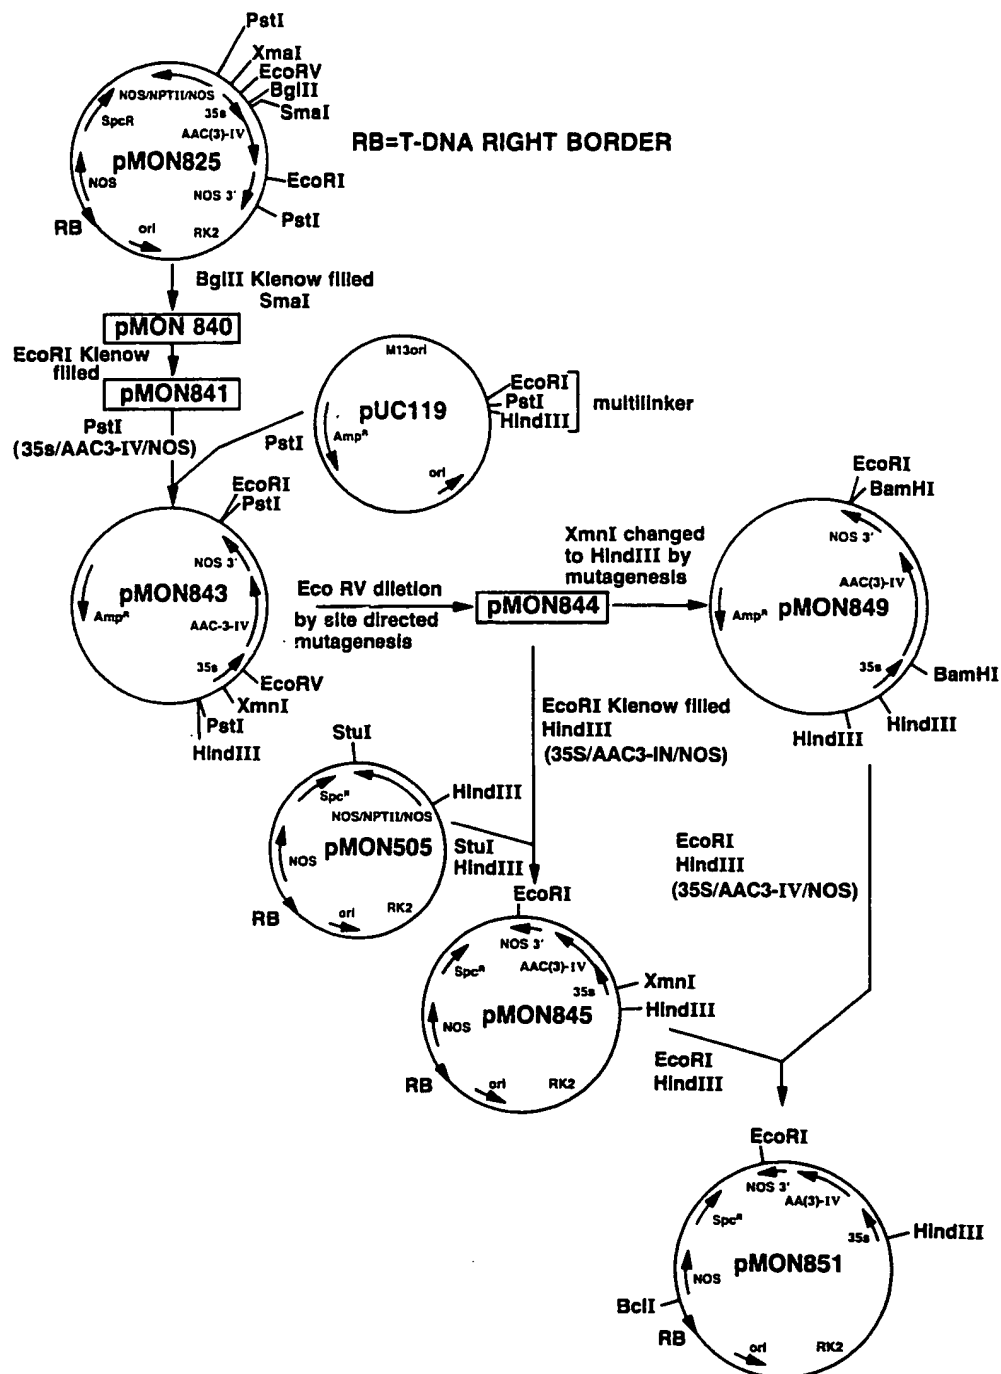 PstI
XmaI
EcoRV
BglII
SmaI
NOS/NPTII/NOS
SpcR
35s
AAC(3)-IV
pMON825
NOS
NOS 3'
EcoRI
PstI
RB
ori
RK2
RB=T-DNA RIGHT BORDER
BglII Klenow filled
SmaI
pMON 840
EcoRI Klenow
filled
pMON841
PstI
(35s/AAC3-IV/NOS)
M13ori
pUC119
AmpR
ori
EcoRI
PstI
HindIII
multilinker
PstI
EcoRI
PstI
NOS 3'
pMON843
AmpR
AAC-3-IV
35s
EcoRV
XmnI
PstI
HindIII
Eco RV diletion
by site directed
mutagenesis
pMON844
XmnI changed
to HindIII by
mutagenesis
EcoRI
BamHI
NOS 3'
AAC(3)-IV
AmpR
pMON849
35s
BamHI
HindIII
HindIII
EcoRI Klenow filled
HindIII
(35S/AAC3-IN/NOS)
StuI
SpcR
HindIII
NOS/NPTII/NOS
pMON505
NOS
RB
ori
RK2
StuI
HindIII
EcoRI
HindIII
(35S/AAC3-IV/NOS)
EcoRI
NOS 3'
SpcR
AAC(3)-IV
35s
XmnI
HindIII
pMON845
NOS
RB
ori
RK2
EcoRI
HindIII
EcoRI
NOS 3'
AA(3)-IV
SpcR
35s
HindIII
pMON851
NOS
BclI
RB
ori
RK2